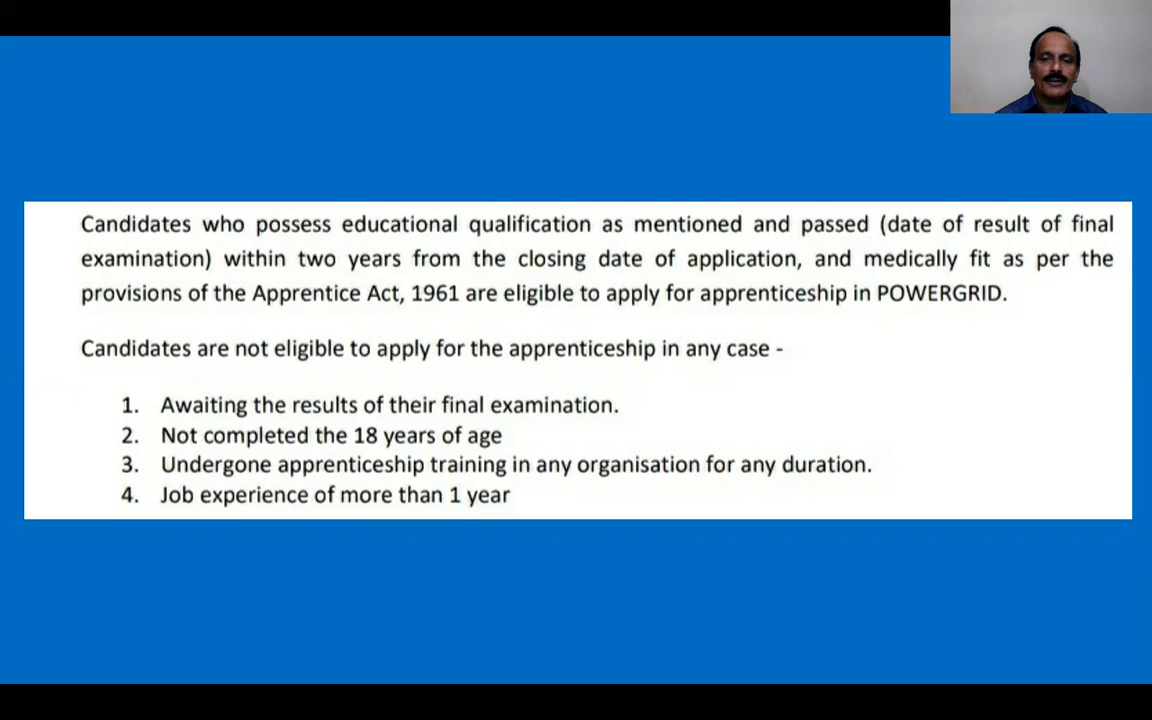 Candidates who possess educational qualification as mentioned and passed (date of result of final
examination) within two years from the closing date of application, and medically fit as per the
provisions of the Apprentice Act, 1961 are eligible to apply for apprenticeship in POWERGRID.
Candidates are not eligible to apply for the apprenticeship in any case -
1. Awaiting the results of their final examination.
2. Not completed the 18 years of age
3. Undergone apprenticeship training in any organisation for any duration.
4. Job experience of more than 1 year